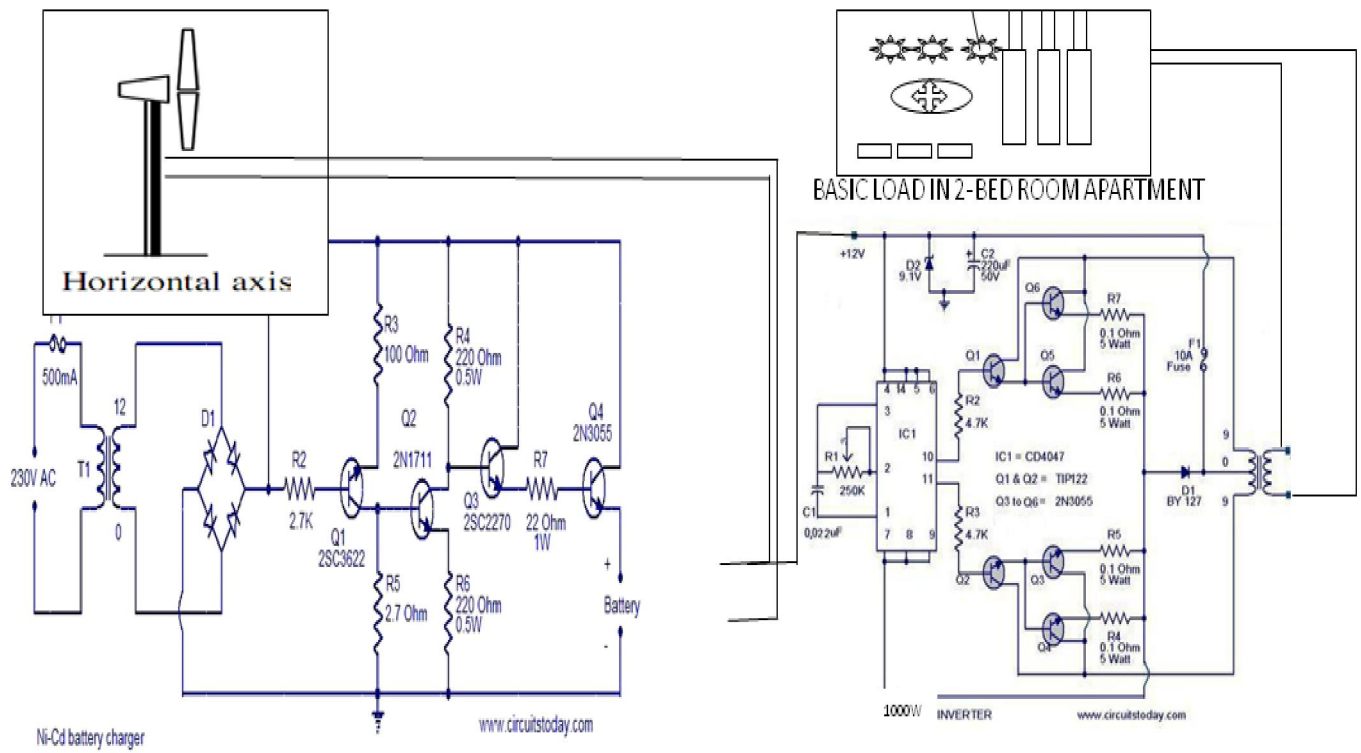 Horizontal axis
500mA
230V AC
T1
12
0
D1
R2
2.7K
Q1
2SC3622
R3
100 Ohm
R5
2.7 Ohm
Q2
2N1711
R4
220 Ohm
0.5W
R6
220 Ohm
0.5W
Q3
2SC2270
R7
22 Ohm
1W
Q4
2N3055
+
Battery
-
Ni-Cd battery charger
www.circuitstoday.com
BASIC LOAD IN 2-BED ROOM APARTMENT
+12V
D2
9.1V
+
C2
220uF
50V
Q6
R7
0.1 Ohm
5 Watt
Q1
Q5
R6
0.1 Ohm
5 Watt
F1
10A
Fuse
4 14 5 6
3
IC1
R2
4.7K
R1
250K
2
10
11
IC1 = CD4047
Q1 & Q2 = TIP122
Q3 to Q6 = 2N3055
9
0
9
D1
BY 127
C1
0,022uF
1
7 8 9
R3
4.7K
Q2
Q3
R5
0.1 Ohm
5 Watt
Q4
R4
0.1 Ohm
5 Watt
1000W INVERTER
www.circuitstoday.com